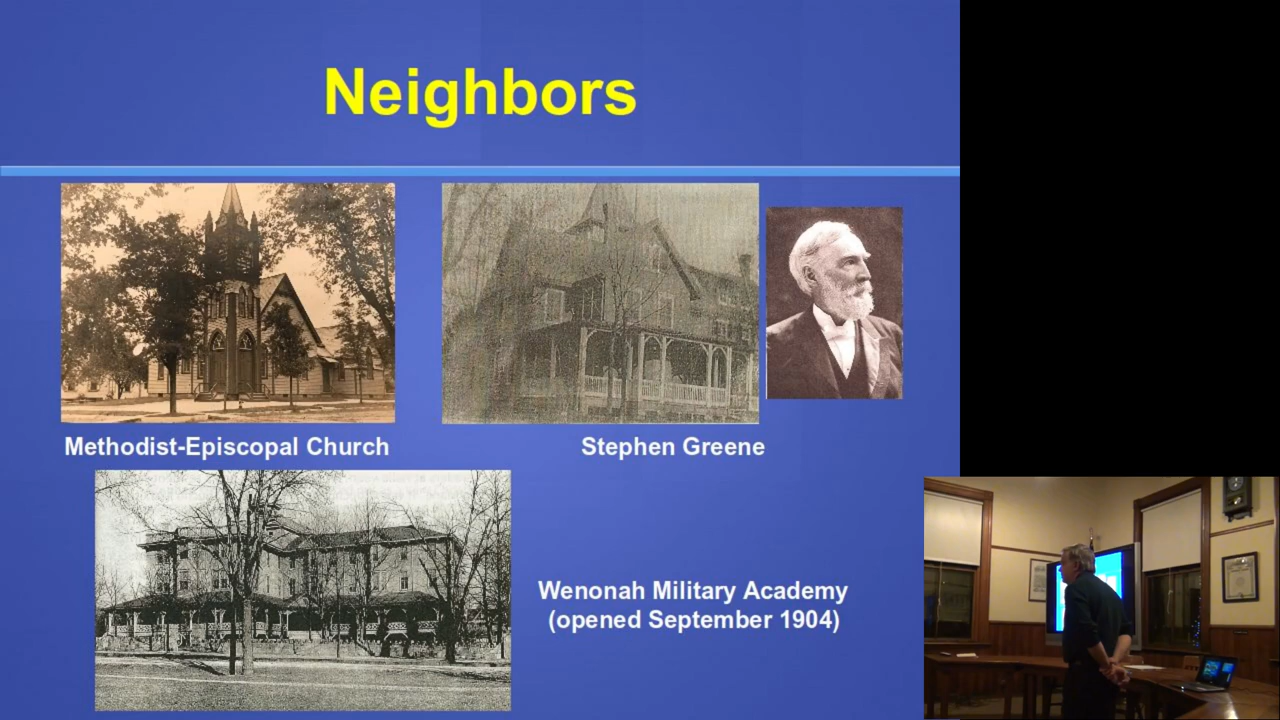 Neighbors
Methodist-Episcopal Church
Stephen Greene
Wenonah Military Academy
(opened September 1904)